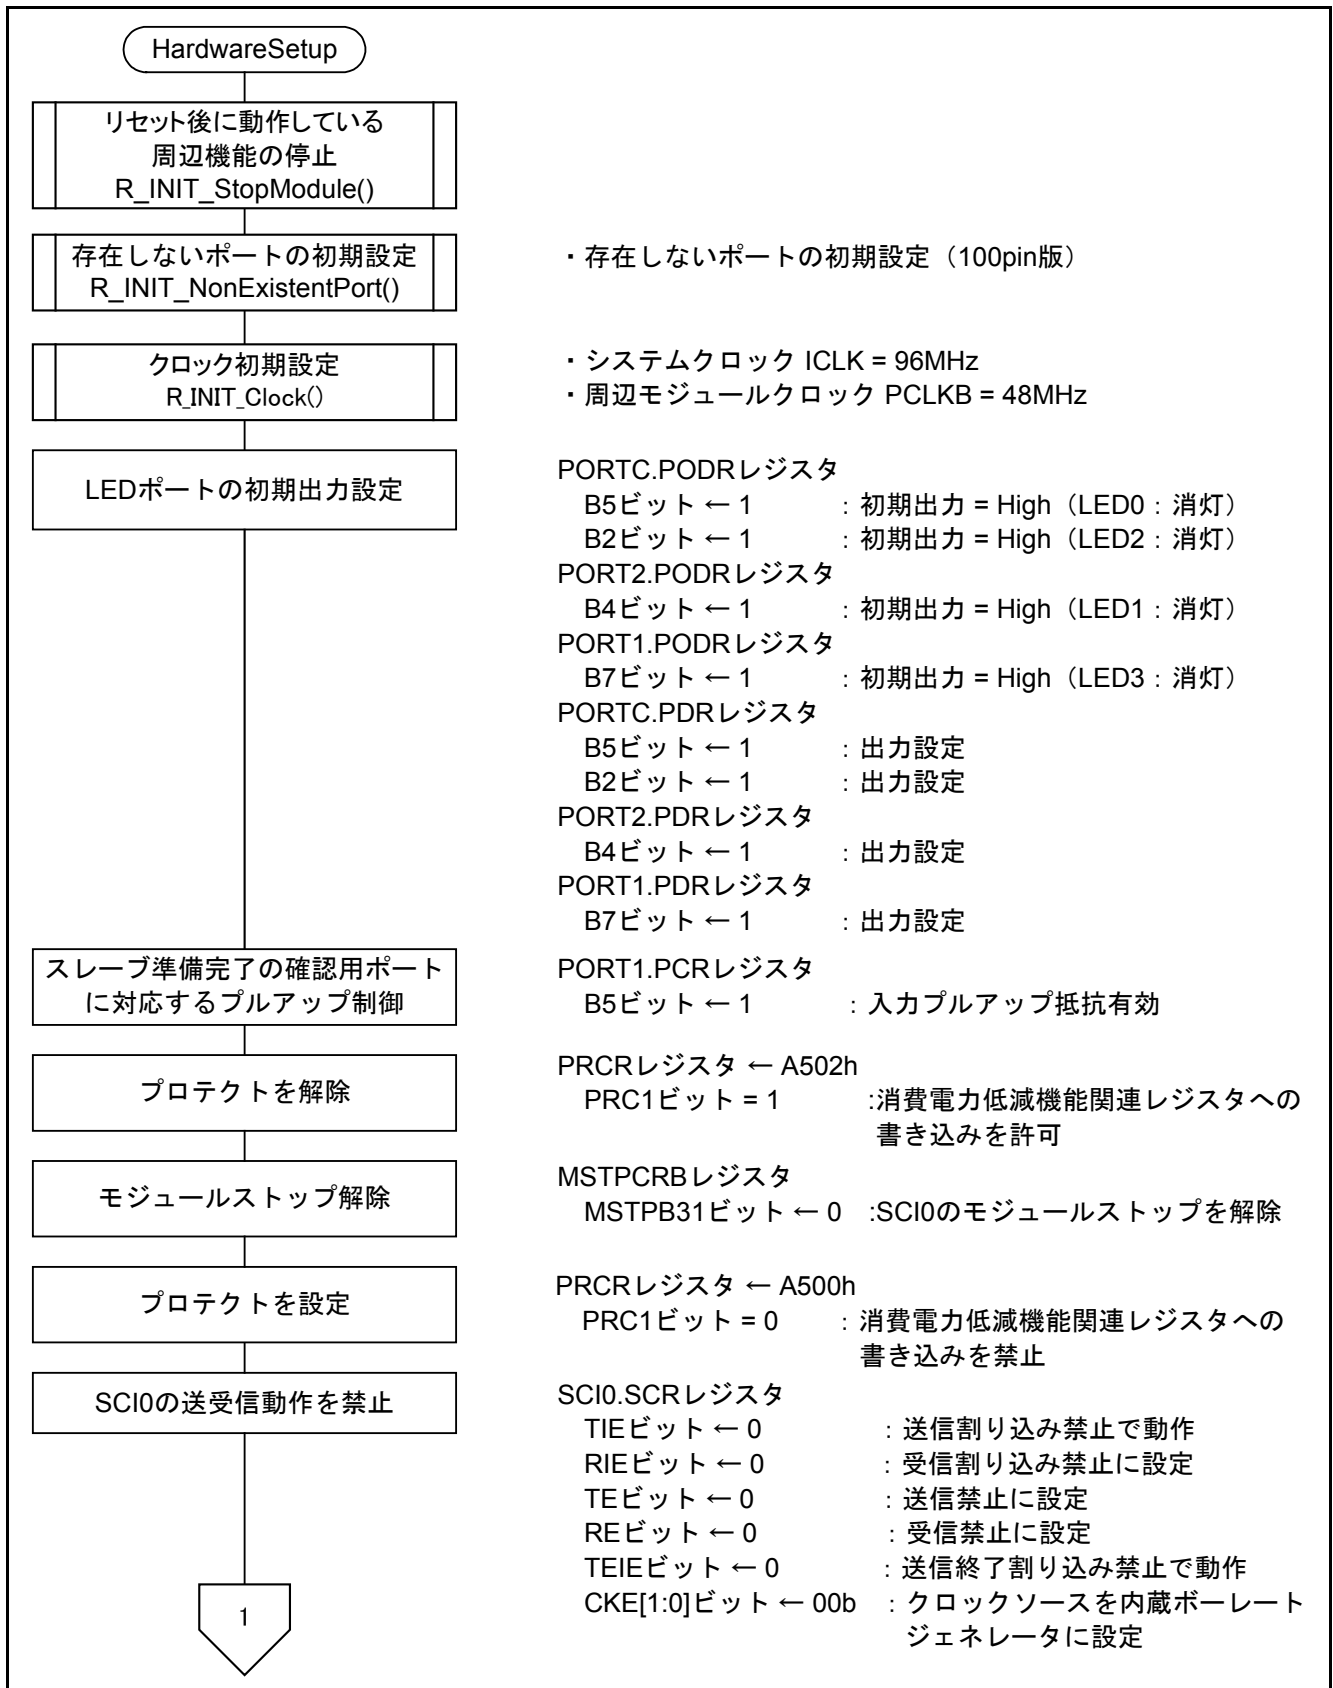 HardwareSetup
リセット後に動作している
周辺機能の停止
R_INIT_StopModule()
存在しないポートの初期設定
R_INIT_NonExistentPort()
・存在しないポートの初期設定（100pin版）
クロック初期設定
R_INIT_Clock()
・システムクロック ICLK = 96MHz
・周辺モジュールクロック PCLKB = 48MHz
LEDポートの初期出力設定
PORTC.PODRレジスタ
B5ビット ← 1 ：初期出力 = High（LED0：消灯）
B2ビット ← 1 ：初期出力 = High（LED2：消灯）
PORT2.PODRレジスタ
B4ビット ← 1 ：初期出力 = High（LED1：消灯）
PORT1.PODRレジスタ
B7ビット ← 1 ：初期出力 = High（LED3：消灯）
PORTC.PDRレジスタ
B5ビット ← 1 ：出力設定
B2ビット ← 1 ：出力設定
PORT2.PDRレジスタ
B4ビット ← 1 ：出力設定
PORT1.PDRレジスタ
B7ビット ← 1 ：出力設定
スレーブ準備完了の確認用ポート
に対応するプルアップ制御
PORT1.PCRレジスタ
B5ビット ← 1 ：入力プルアップ抵抗有効
プロテクトを解除
PRCRレジスタ ← A502h
PRC1ビット = 1 :消費電力低減機能関連レジスタへの
書き込みを許可
モジュールストップ解除
MSTPCRBレジスタ
MSTPB31ビット ← 0 :SCI0のモジュールストップを解除
プロテクトを設定
PRCRレジスタ ← A500h
PRC1ビット = 0 ：消費電力低減機能関連レジスタへの
書き込みを禁止
SCI0の送受信動作を禁止
SCI0.SCRレジスタ
TIEビット ← 0 ：送信割り込み禁止で動作
RIEビット ← 0 ：受信割り込み禁止に設定
TEビット ← 0 ：送信禁止に設定
REビット ← 0 ：受信禁止に設定
TEIEビット ← 0 ：送信終了割り込み禁止で動作
CKE[1:0]ビット ← 00b ：クロックソースを内蔵ボーレート
ジェネレータに設定
1